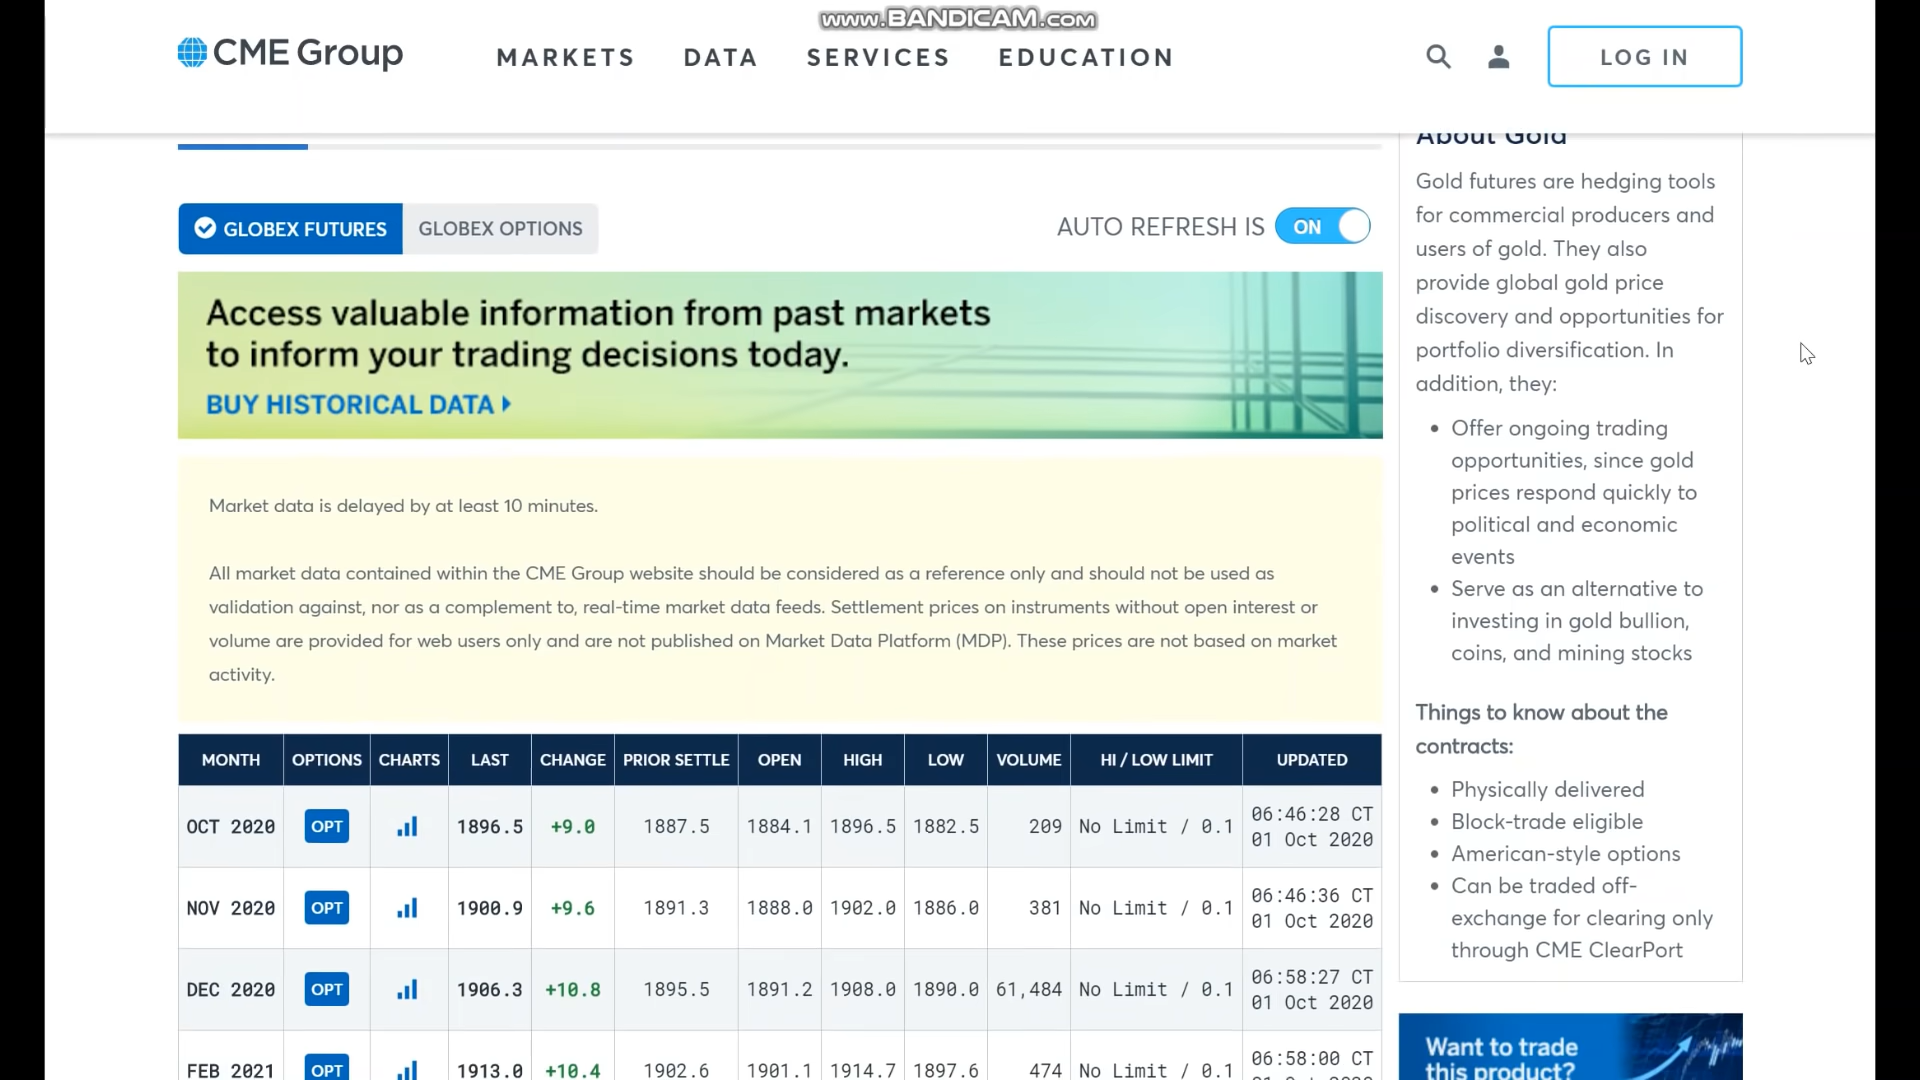 www.BANDICAM.com
CME Group
MARKETS
DATA
SERVICES
EDUCATION
LOG IN
GLOBEX FUTURES
GLOBEX OPTIONS
AUTO REFRESH IS
ON
Access valuable information from past markets
to inform your trading decisions today.
BUY HISTORICAL DATA
Market data is delayed by at least 10 minutes.
All market data contained within the CME Group website should be considered as a reference only and should not be used as
validation against, nor as a complement to, real-time market data feeds. Settlement prices on instruments without open interest or
volume are provided for web users only and are not published on Market Data Platform (MDP). These prices are not based on market
activity.
MONTH OPTIONS CHARTS LAST CHANGE PRIOR SETTLE OPEN HIGH LOW VOLUME HI / LOW LIMIT UPDATED
OCT 2020 OPT 1896.5 +9.0 1887.5 1884.1 1896.5 1882.5 209 No Limit / 0.1 06:46:28 CT
01 Oct 2020
NOV 2020 OPT 1900.9 +9.6 1891.3 1888.0 1902.0 1886.0 381 No Limit / 0.1 06:46:36 CT
01 Oct 2020
DEC 2020 OPT 1906.3 +10.8 1895.5 1891.2 1908.0 1890.0 61,484 No Limit / 0.1 06:58:27 CT
01 Oct 2020
FEB 2021 OPT 1913.0 +10.4 1902.6 1901.1 1914.7 1897.6 474 No Limit / 0.1 06:58:00 CT
About Gold
Gold futures are hedging tools
for commercial producers and
users of gold. They also
provide global gold price
discovery and opportunities for
portfolio diversification. In
addition, they:
• Offer ongoing trading
opportunities, since gold
prices respond quickly to
political and economic
events
• Serve as an alternative to
investing in gold bullion,
coins, and mining stocks
Things to know about the
contracts:
• Physically delivered
• Block-trade eligible
• American-style options
• Can be traded off-
exchange for clearing only
through CME ClearPort
Want to trade
this product?